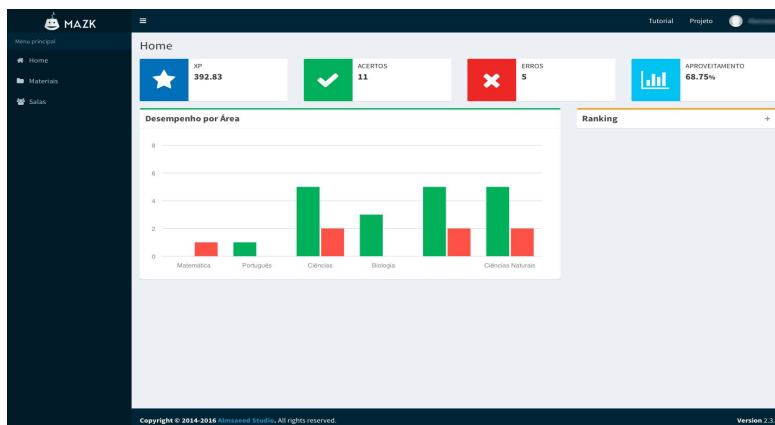 MAZK
Tutorial Projeto
Menu principal
Home
Materiais
Salas
Home
XP
392.83
ACERTOS
11
ERROS
5
APROVEITAMENTO
68.75%
Desempenho por Área
8
6
4
2
0
Matemática Português Ciências Biologia Ciências Naturais
Ranking +
Copyright © 2014-2016 Almsaeed Studio. All rights reserved.
Version 2.3.